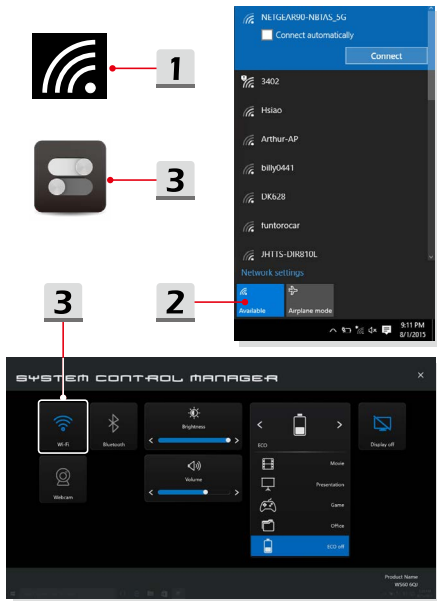 1
3
NETGEAR90-NBIAS_5G
Connect automatically
Connect
3402
Hsiao
Arthur-AP
billy0441
DK628
funtorocar
JHTTS-DIR810L
Network settings
Available
Airplane mode
9:11 PM
8/1/2015
3
2
SYSTEM CONTROL MANAGER
Wi-Fi
Bluetooth
Brightness
ECO
Display off
Webcam
Volume
Movie
Presentation
Game
Office
ECO off
Product Name
WS60 6QJ